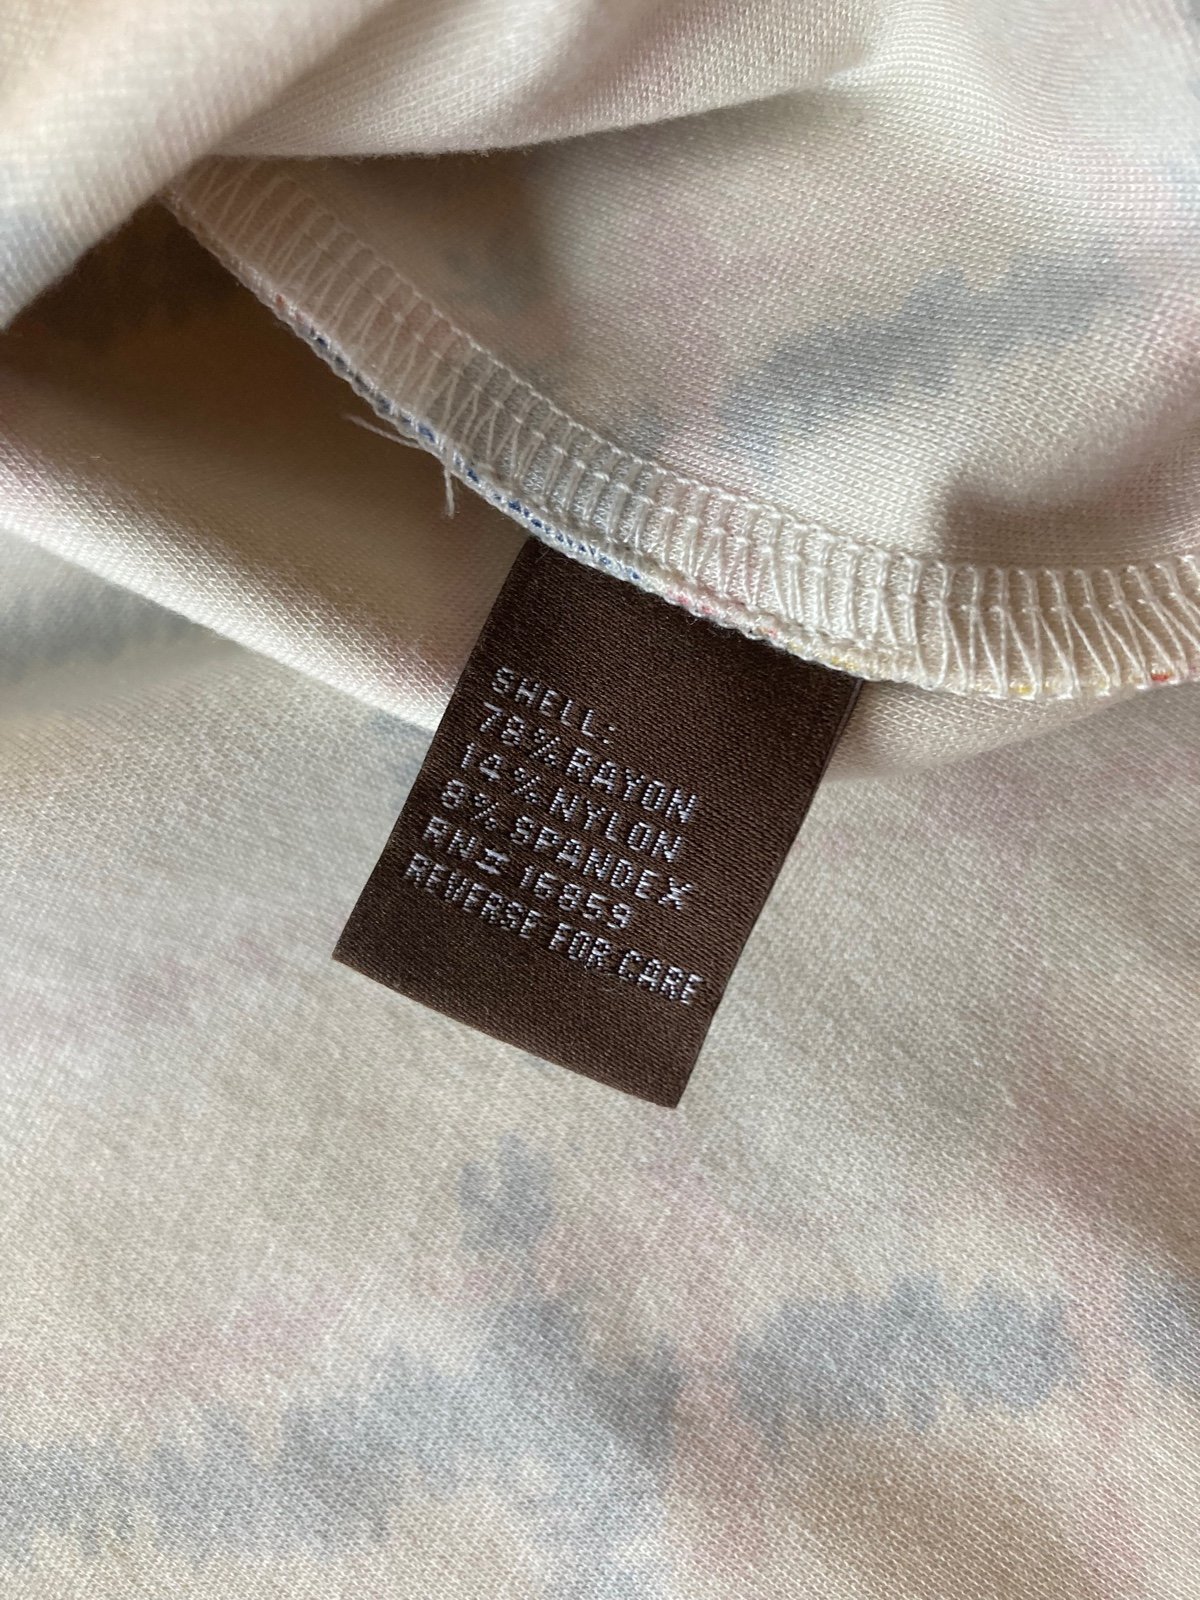 SHELL:
78% RAYON
14% NYLON
8% SPANDEX
RN# 16859
REVERSE FOR CARE